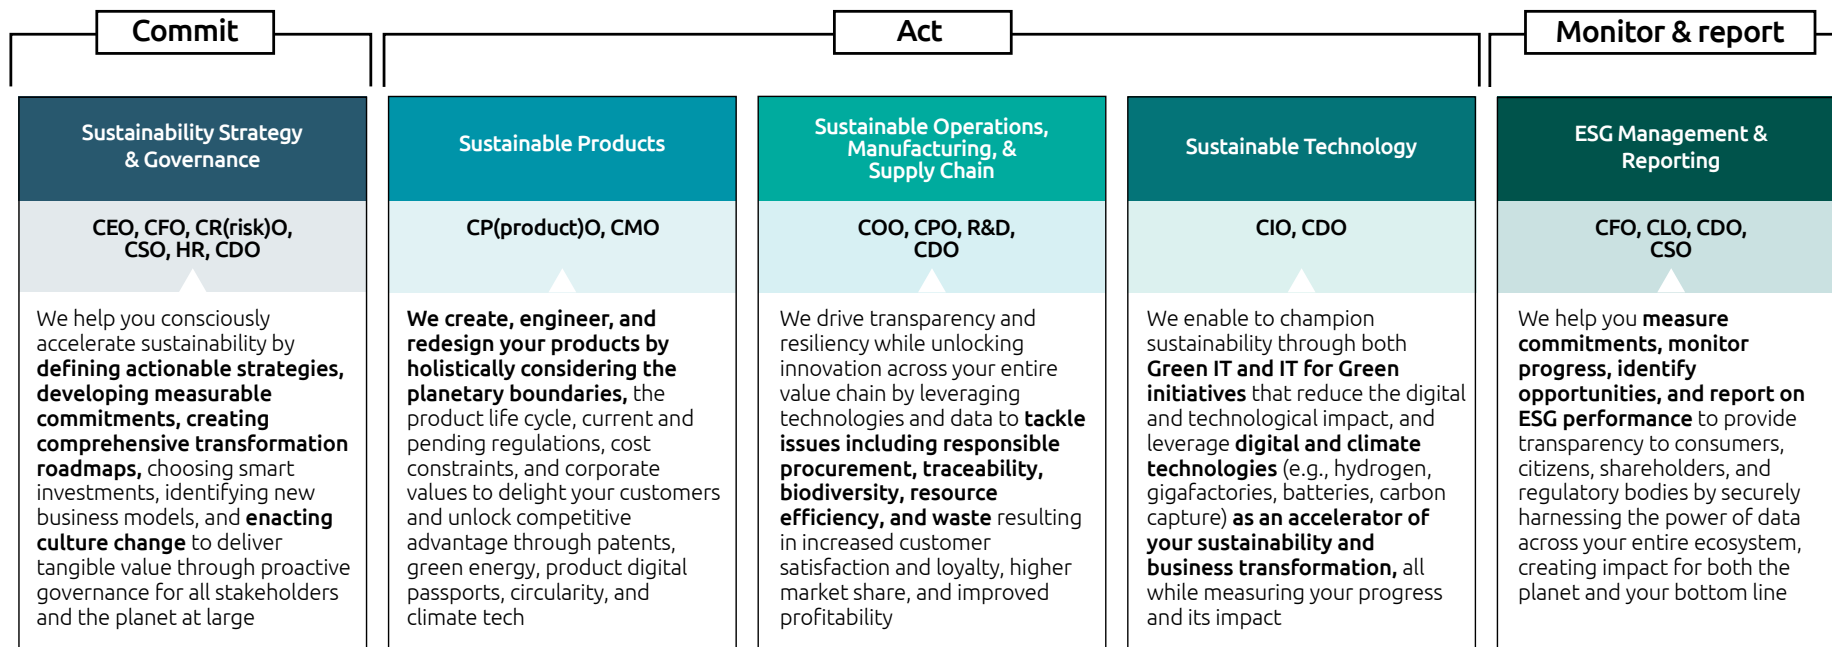 Commit
Act
Monitor & report
Sustainability Strategy
& Governance
CEO, CFO, CR(risk)O,
CSO, HR, CDO
We help you consciously
accelerate sustainability by
defining actionable strategies,
developing measurable
commitments, creating
comprehensive transformation
roadmaps, choosing smart
investments, identifying new
business models, and enacting
culture change to deliver
tangible value through proactive
governance for all stakeholders
and the planet at large
Sustainable Products
CP(product)O, CMO
We create, engineer, and
redesign your products by
holistically considering the
planetary boundaries, the
product life cycle, current and
pending regulations, cost
constraints, and corporate
values to delight your customers
and unlock competitive
advantage through patents,
green energy, product digital
passports, circularity, and
climate tech
Sustainable Operations,
Manufacturing, &
Supply Chain
COO, CPO, R&D,
CDO
We drive transparency and
resiliency while unlocking
innovation across your entire
value chain by leveraging
technologies and data to tackle
issues including responsible
procurement, traceability,
biodiversity, resource
efficiency, and waste resulting
in increased customer
satisfaction and loyalty, higher
market share, and improved
profitability
Sustainable Technology
CIO, CDO
We enable to champion
sustainability through both
Green IT and IT for Green
initiatives that reduce the digital
and technological impact, and
leverage digital and climate
technologies (e.g., hydrogen,
gigafactories, batteries, carbon
capture) as an accelerator of
your sustainability and
business transformation, all
while measuring your progress
and its impact
ESG Management &
Reporting
CFO, CLO, CDO,
CSO
We help you measure
commitments, monitor
progress, identify
opportunities, and report on
ESG performance to provide
transparency to consumers,
citizens, shareholders, and
regulatory bodies by securely
harnessing the power of data
across your entire ecosystem,
creating impact for both the
planet and your bottom line